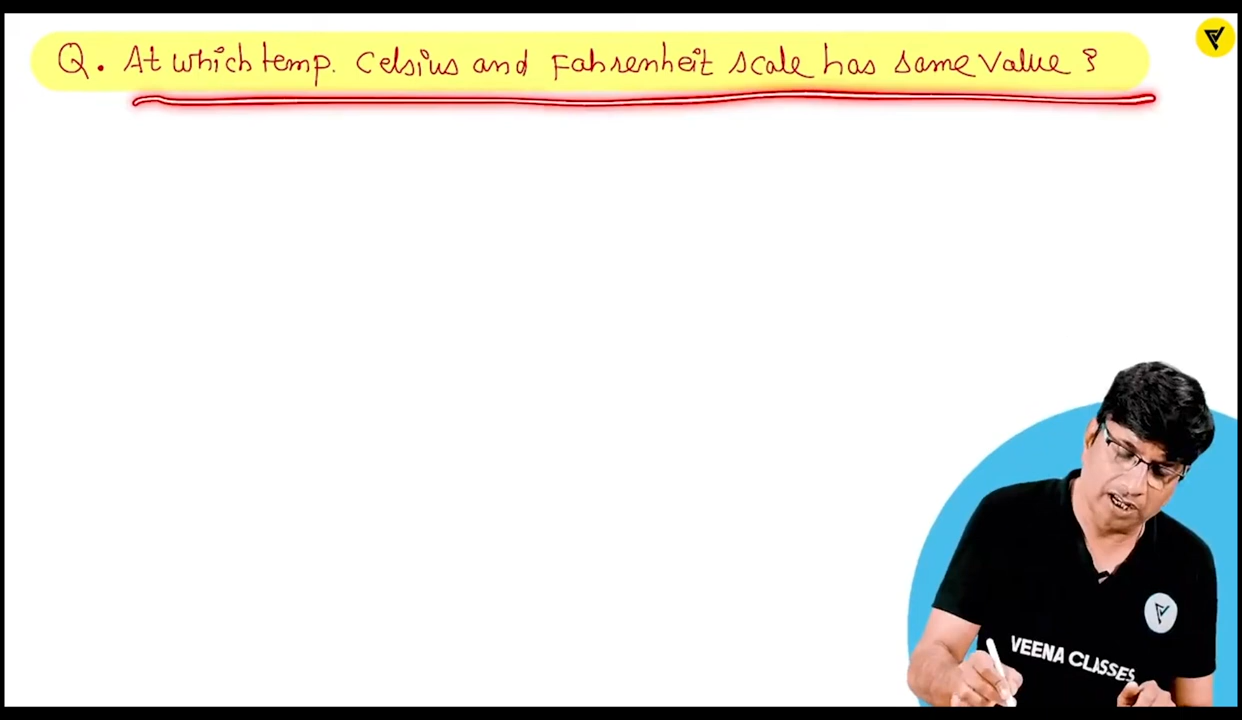 Q. At which temp. Celsius and Fahrenheit scale has same value ?
VEENA CLASSES